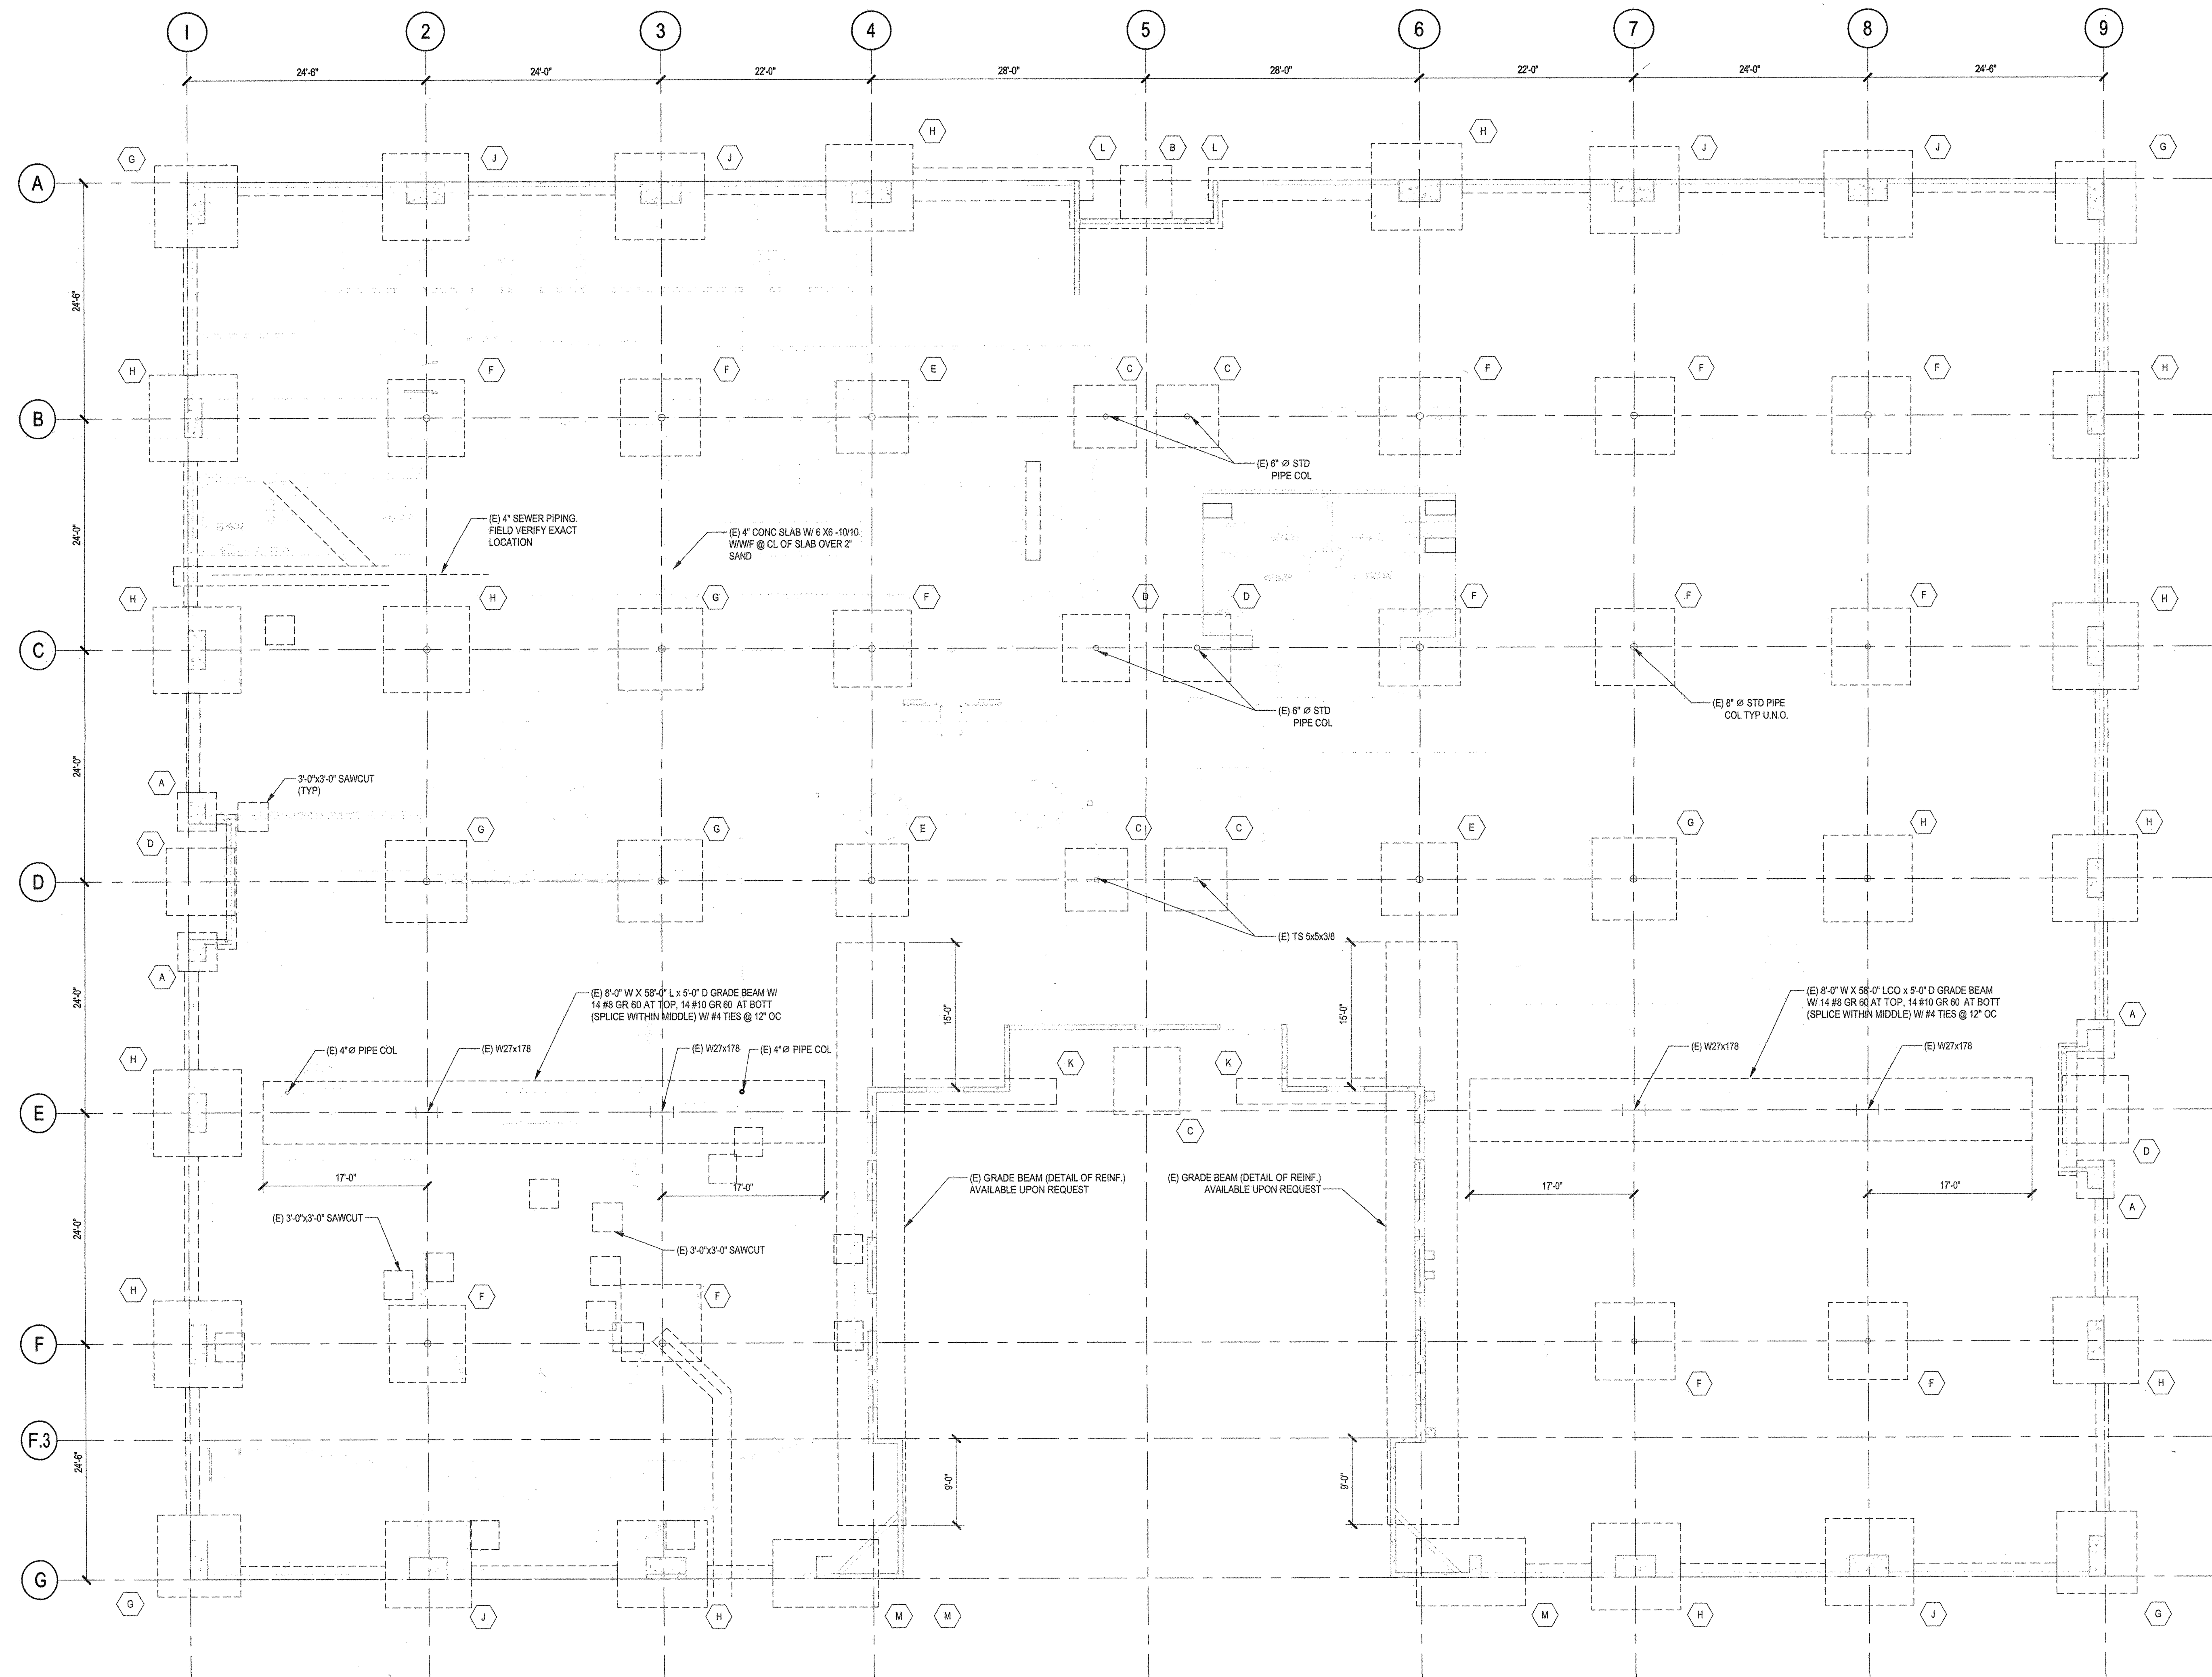 1 2 3 4 5 6 7 8 9
24'-6" 24'-0" 22'-0" 28'-0" 28'-0" 22'-0" 24'-0" 24'-6"
H H
G J J L B L J J G
A
24'-6"
H F F E C C F F F H
B
(E) 6" Ø STD
PIPE COL
24'-0"
(E) 4" SEWER PIPING.
FIELD VERIFY EXACT
LOCATION
(E) 4" CONC SLAB W/ 6 X6 -10/10
W/W/F @ CL OF SLAB OVER 2"
SAND
H H G F D D F F F H
C
(E) 6" Ø STD
PIPE COL
(E) 8" Ø STD PIPE
COL TYP U.N.O.
24'-0"
3'-0"x3'-0" SAWCUT
(TYP)
A
D G G E C C E G H H
D
(E) TS 5x5x3/8
A
24'-0"
(E) 8'-0" W X 58'-0" L x 5'-0" D GRADE BEAM W/
14 #8 GR 60 AT TOP, 14 #10 GR 60 AT BOTT
(SPLICE WITHIN MIDDLE) W/ #4 TIES @ 12" OC
15'-0" 15'-0"
(E) 8'-0" W X 58'-0" LCO x 5'-0" D GRADE BEAM
W/ 14 #8 GR 60 AT TOP, 14 #10 GR 60 AT BOTT
(SPLICE WITHIN MIDDLE) W/ #4 TIES @ 12" OC
A
H
(E) 4"Ø PIPE COL
(E) W27x178
(E) W27x178
(E) 4"Ø PIPE COL
K K
(E) W27x178
(E) W27x178
E
C
D
17'-0" 17'-0"
(E) GRADE BEAM (DETAIL OF REINF.)
AVAILABLE UPON REQUEST
(E) GRADE BEAM (DETAIL OF REINF.)
AVAILABLE UPON REQUEST
17'-0" 17'-0"
A
24'-0"
(E) 3'-0"x3'-0" SAWCUT
(E) 3'-0"x3'-0" SAWCUT
H F F
F
F F H
F.3
24'-6"
9'-0" 9'-0"
G
G J H M M M H J G